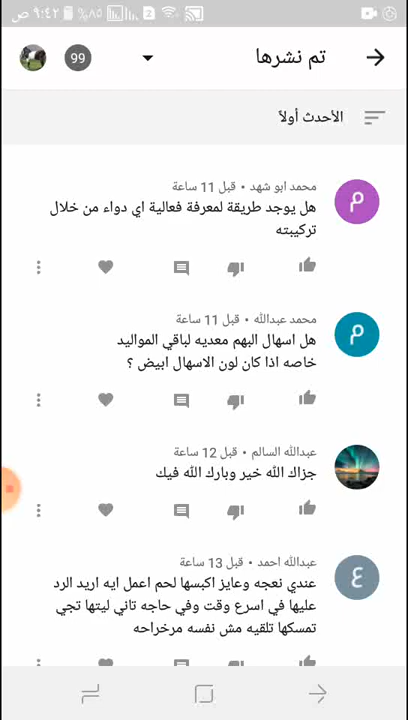 ٩:٤٢ ص
٨٥٪
2
تم نشرها
99
الأحدث أولاً
محمد ابو شهد • قبل 11 ساعة
هل يوجد طريقة لمعرفة فعالية اي دواء من خلال
تركيبته
م
محمد عبدالله • قبل 11 ساعة
هل اسهال البهم معديه لباقي المواليد
خاصه اذا كان لون الاسهال ابيض ؟
م
عبدالله السالم • قبل 12 ساعة
جزاك الله خير وبارك الله فيك
عبدالله احمد • قبل 13 ساعة
عندي نعجه وعايز اكبسها لحم اعمل ايه اريد الرد
عليها في اسرع وقت وفي حاجه تاني ليتها تجي
تمسكها تلقيه مش نفسه مرخراحه
ع